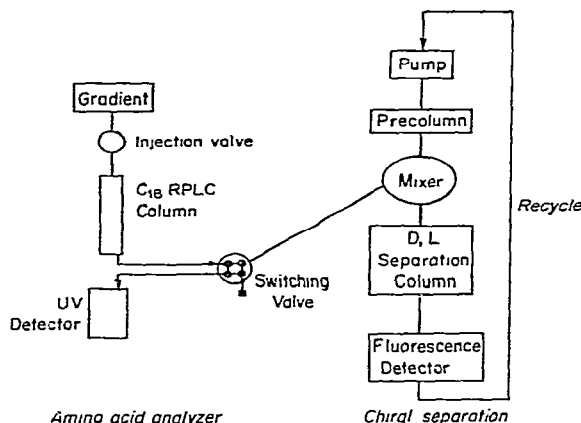 Gradient
Injection valve
C18 RPLC
Column
Switching
Valve
UV
Detector
Amino acid analyzer
Pump
Precolumn
Mixer
D, L
Separation
Column
Fluorescence
Detector
Recycle
Chiral separation